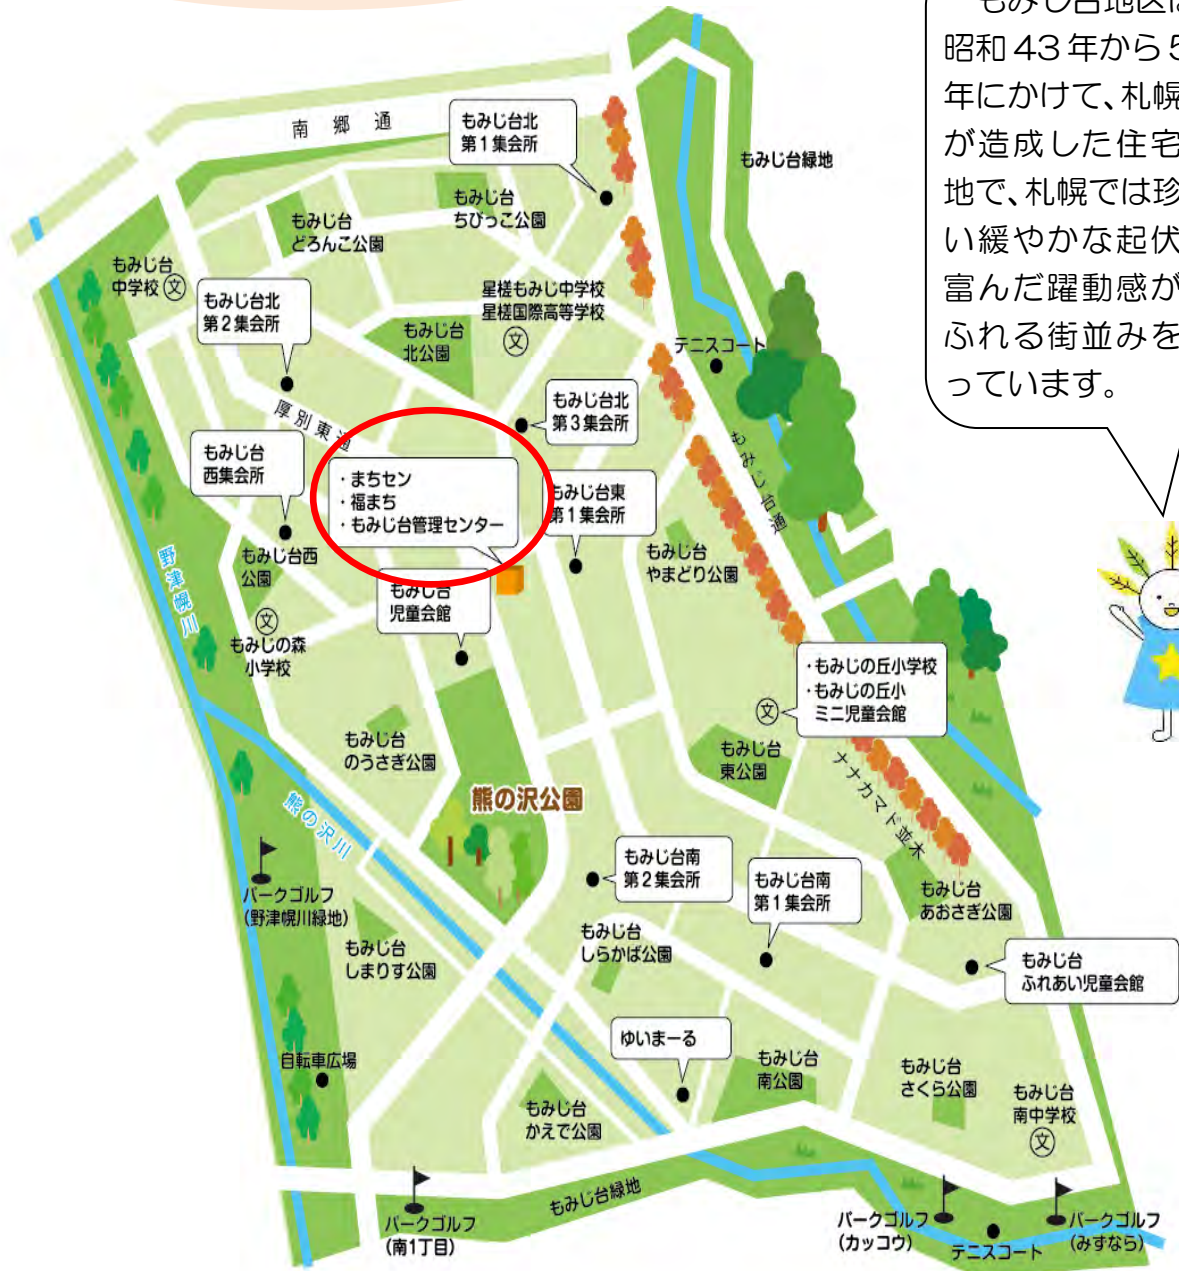 もみじ台地区は
昭和43年から5
年にかけて、札幌
が造成した住宅
地で、札幌では珍
い緩やかな起伏
富んだ躍動感が
ふれる街並みを
っています。
南郷通
もみじ台北
第1集会所
もみじ台緑地
もみじ台
ちびっこ公園
もみじ台
どろんこ公園
もみじ台
中学校 文
もみじ台北
第2集会所
星槎もみじ中学校
星槎国際高等学校
文
もみじ台
北公園
テニスコート
厚別東通
もみじ台北
第3集会所
もみじ台通
もみじ台
西集会所
・まちセン
・福まち
・もみじ台管理センター
もみじ台東
第1集会所
もみじ台西
公園
もみじ台
やまどり公園
野津幌川
もみじ台
児童会館
文
もみじの森
小学校
・もみじの丘小学校
・もみじの丘小
ミニ児童会館
文
もみじ台
のうさぎ公園
もみじ台
東公園
ナナカマド並木
熊の沢公園
熊の沢川
もみじ台南
第2集会所
もみじ台南
第1集会所
もみじ台
あおさぎ公園
パークゴルフ
(野津幌川緑地)
もみじ台
しまりす公園
もみじ台
しらかば公園
もみじ台
ふれあい児童会館
ゆいまーる
自転車広場
もみじ台
南公園
もみじ台
さくら公園
もみじ台
かえで公園
もみじ台
南中学校
文
もみじ台緑地
パークゴルフ
(南1丁目)
パークゴルフ
(カッコウ)
テニスコート
パークゴルフ
(みずなら)